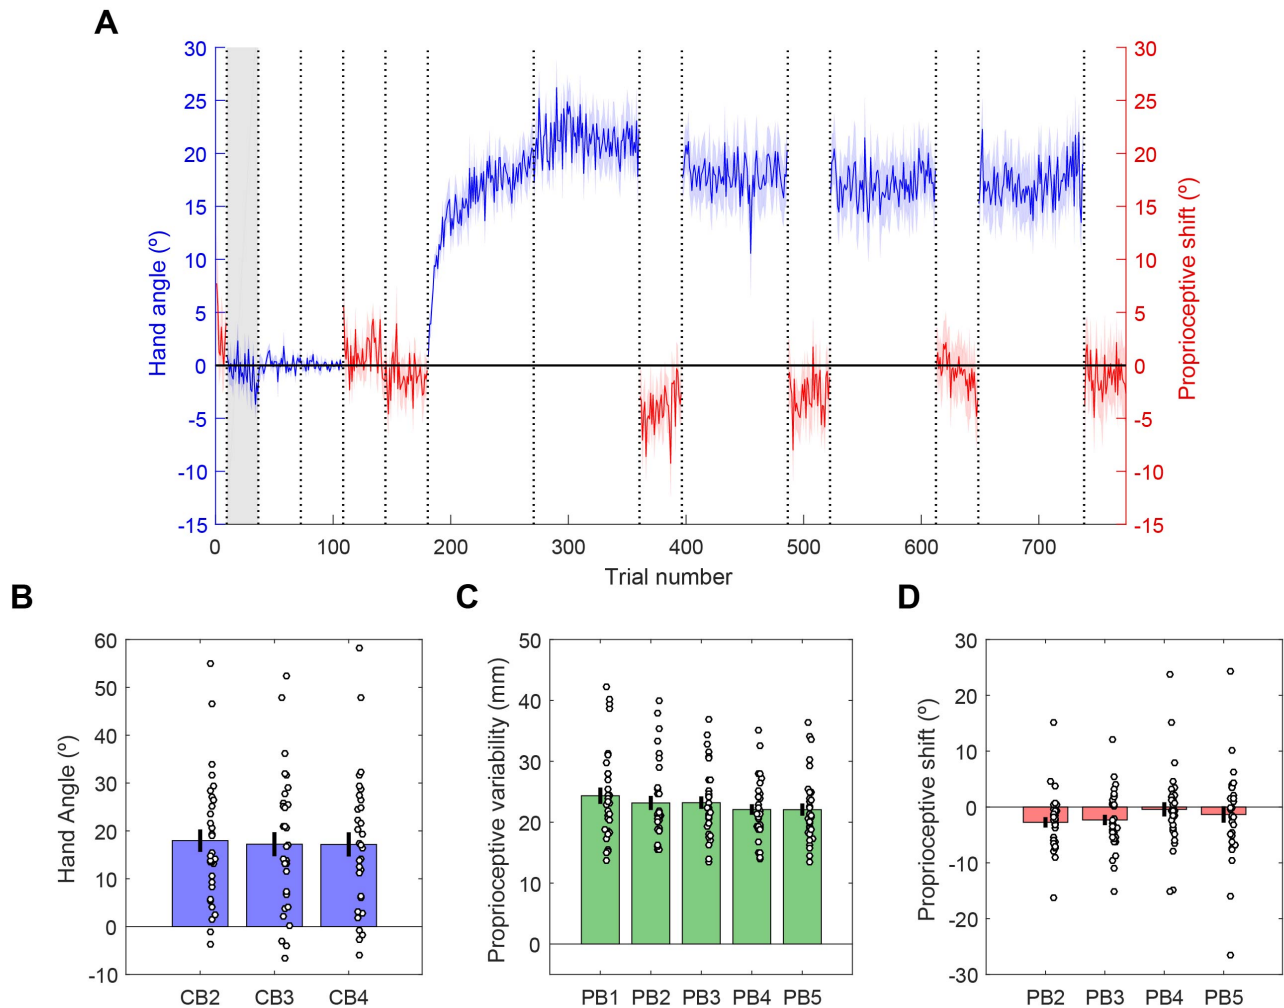 A
30 30
25 25
20 20
15 15
10 10
5 5
0 0
-5 -5
-10 -10
-15 -15
Hand angle (º)
Proprioceptive shift (º)
0 100 200 300 400 500 600 700
Trial number
B
60
50
40
30
20
10
0
-10
Hand Angle (º)
CB2 CB3 CB4
C
50
40
30
20
10
0
Proprioceptive variability (mm)
PB1 PB2 PB3 PB4 PB5
D
30
20
10
0
-10
-20
-30
Proprioceptive shift (º)
PB2 PB3 PB4 PB5